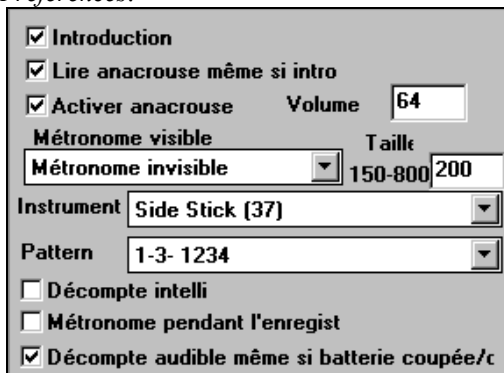 Préférences.
Introduction
Lire anacrouse même si intro
Activer anacrouse Volume 64
Métronome visible Taille
Métronome invisible 150-800 200
Instrument Side Stick (37)
Pattern 1-3- 1234
Décompte intelli
Métronome pendant l'enregist
Décompte audible même si batterie coupée/c